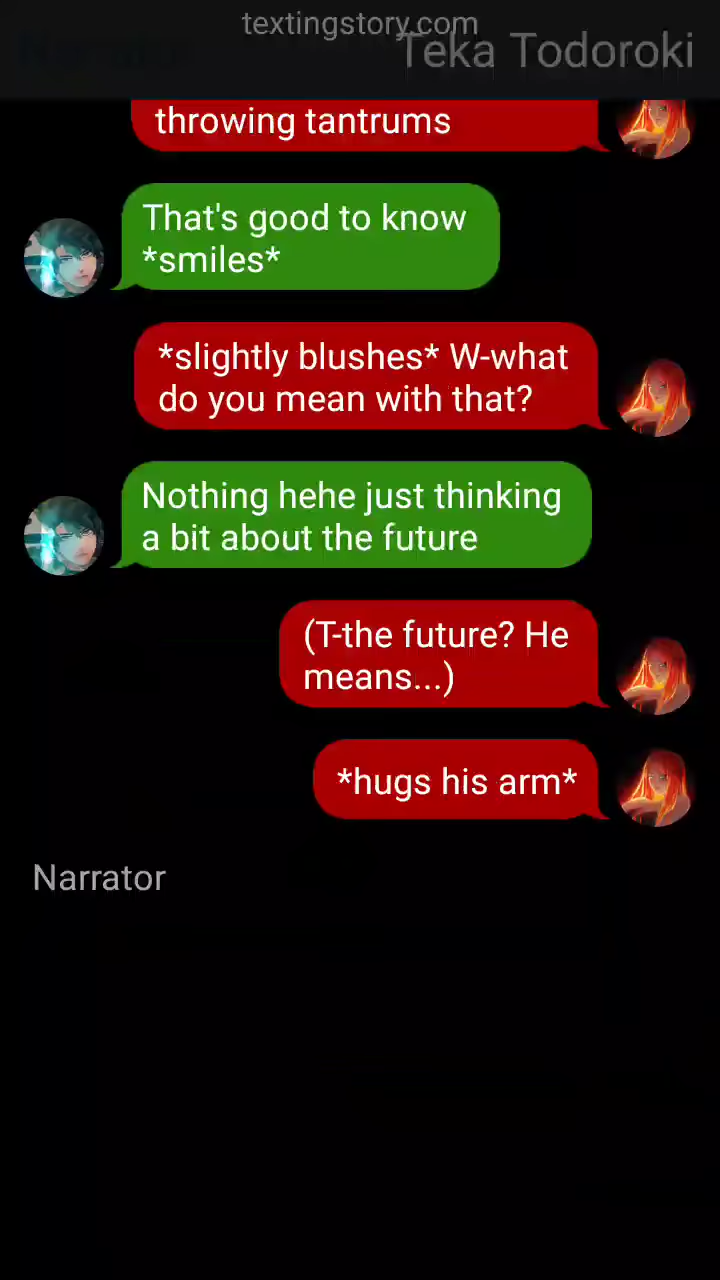 textingstory.com
Teka Todoroki
throwing tantrums
That's good to know
*smiles*
*slightly blushes* W-what
do you mean with that?
Nothing hehe just thinking
a bit about the future
(T-the future? He
means...)
*hugs his arm*
Narrator